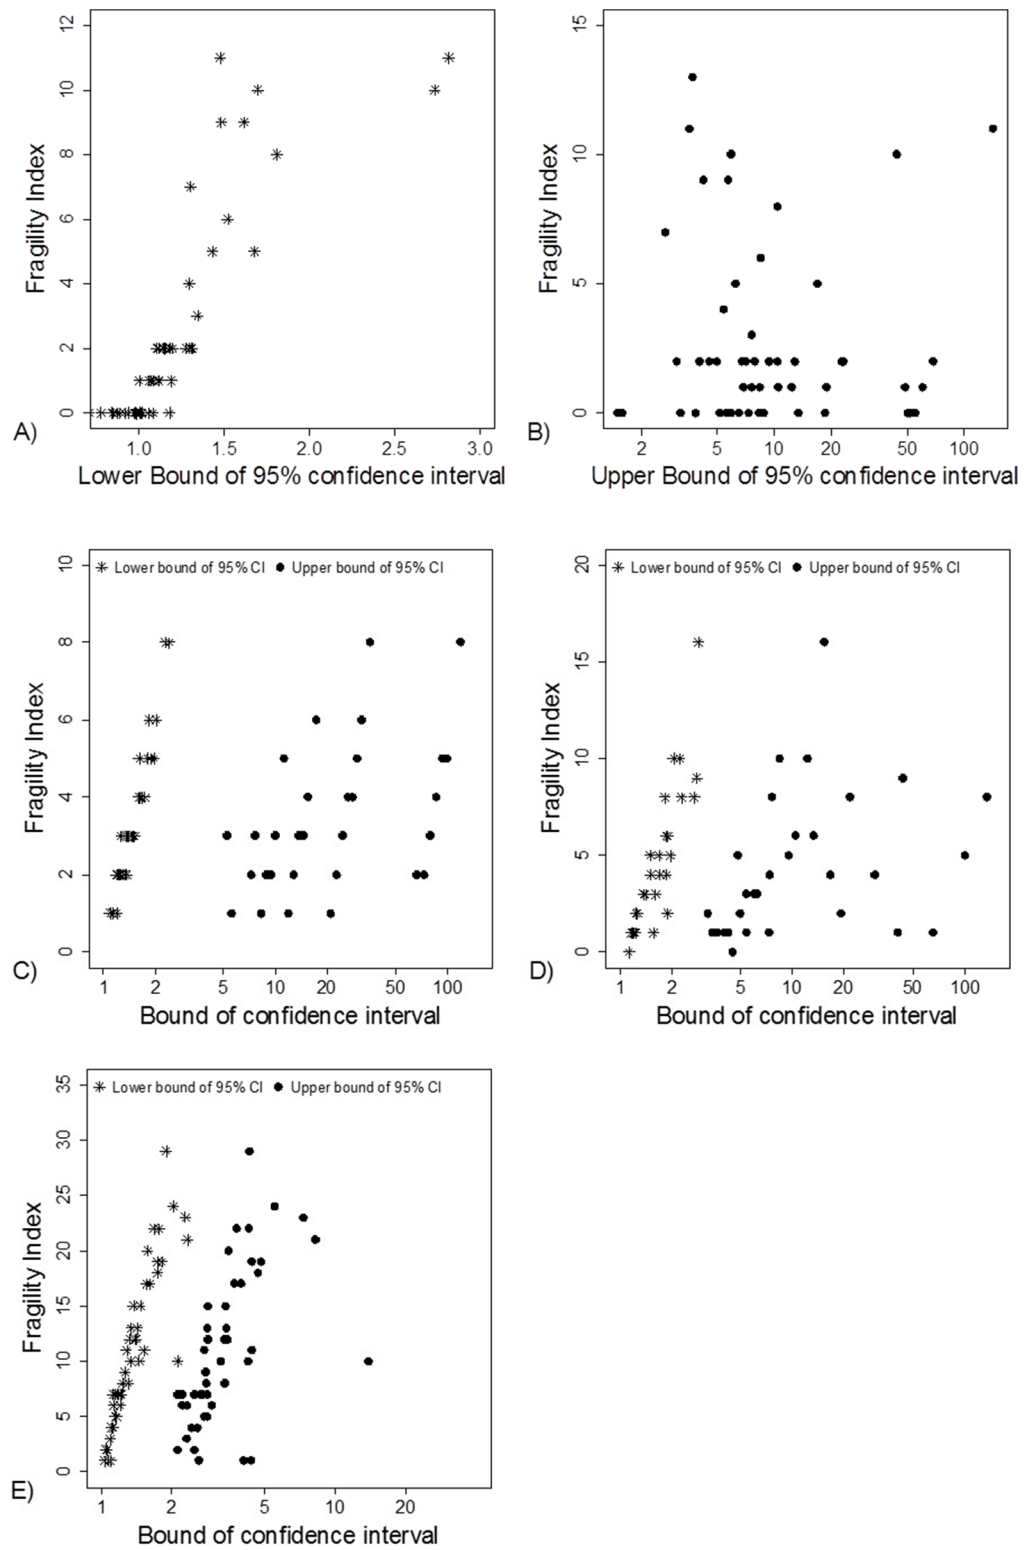 12
10
8
6
4
2
0
Fragility Index
A)
1.0 1.5 2.0 2.5 3.0
Lower Bound of 95% confidence interval
15
10
5
0
Fragility Index
B)
2 5 10 20 50 100
Upper Bound of 95% confidence interval
Lower bound of 95% CI Upper bound of 95% CI
10
8
6
4
2
0
Fragility Index
C)
1 2 5 10 20 50 100
Bound of confidence interval
Lower bound of 95% CI Upper bound of 95% CI
20
15
10
5
0
Fragility Index
D)
1 2 5 10 20 50 100
Bound of confidence interval
Lower bound of 95% CI Upper bound of 95% CI
35
30
25
20
15
10
5
0
Fragility Index
E)
1 2 5 10 20
Bound of confidence interval